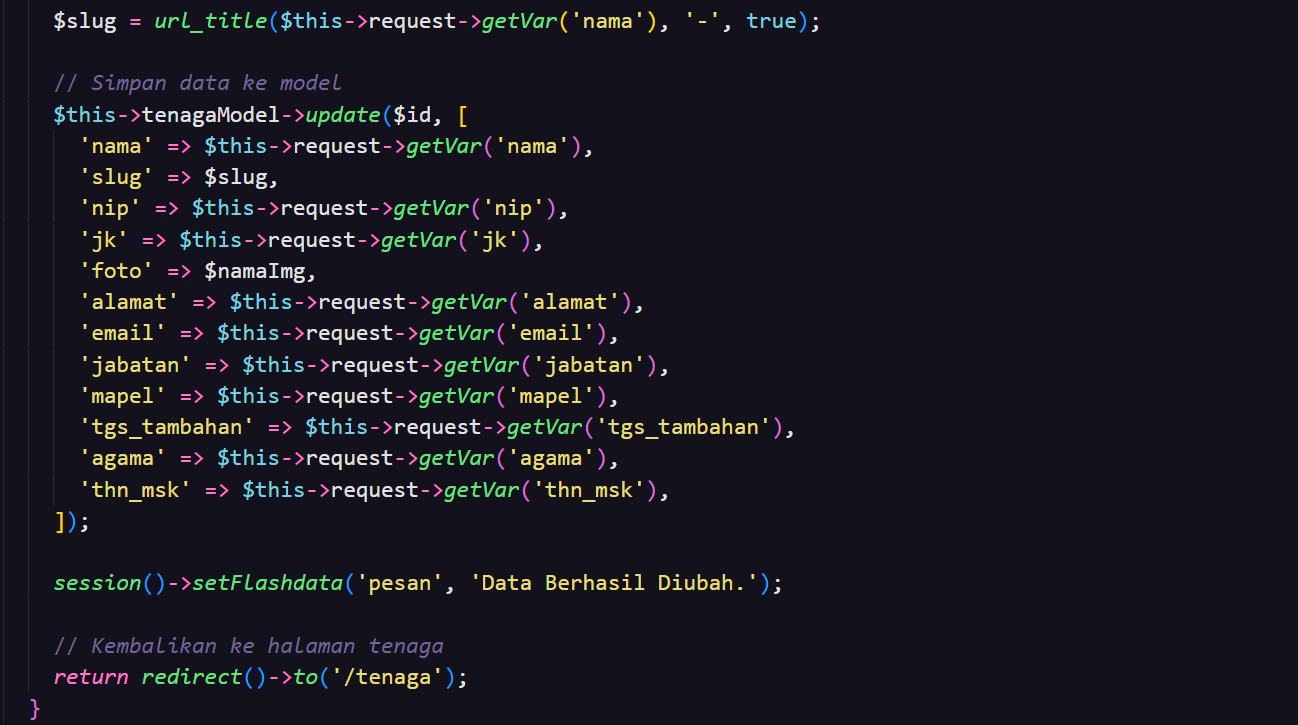 $slug = url_title($this->request->getVar('nama'), '-', true);
// Simpan data ke model
$this->tenagaModel->update($id, [
'nama' => $this->request->getVar('nama'),
'slug' => $slug,
'nip' => $this->request->getVar('nip'),
'jk' => $this->request->getVar('jk'),
'foto' => $namaImg,
'alamat' => $this->request->getVar('alamat'),
'email' => $this->request->getVar('email'),
'jabatan' => $this->request->getVar('jabatan'),
'mapel' => $this->request->getVar('mapel'),
'tgs_tambahan' => $this->request->getVar('tgs_tambahan'),
'agama' => $this->request->getVar('agama'),
'thn_msk' => $this->request->getVar('thn_msk'),
]);
session()->setFlashdata('pesan', 'Data Berhasil Diubah.');
// Kembalikan ke halaman tenaga
return redirect()->to('/tenaga');
}